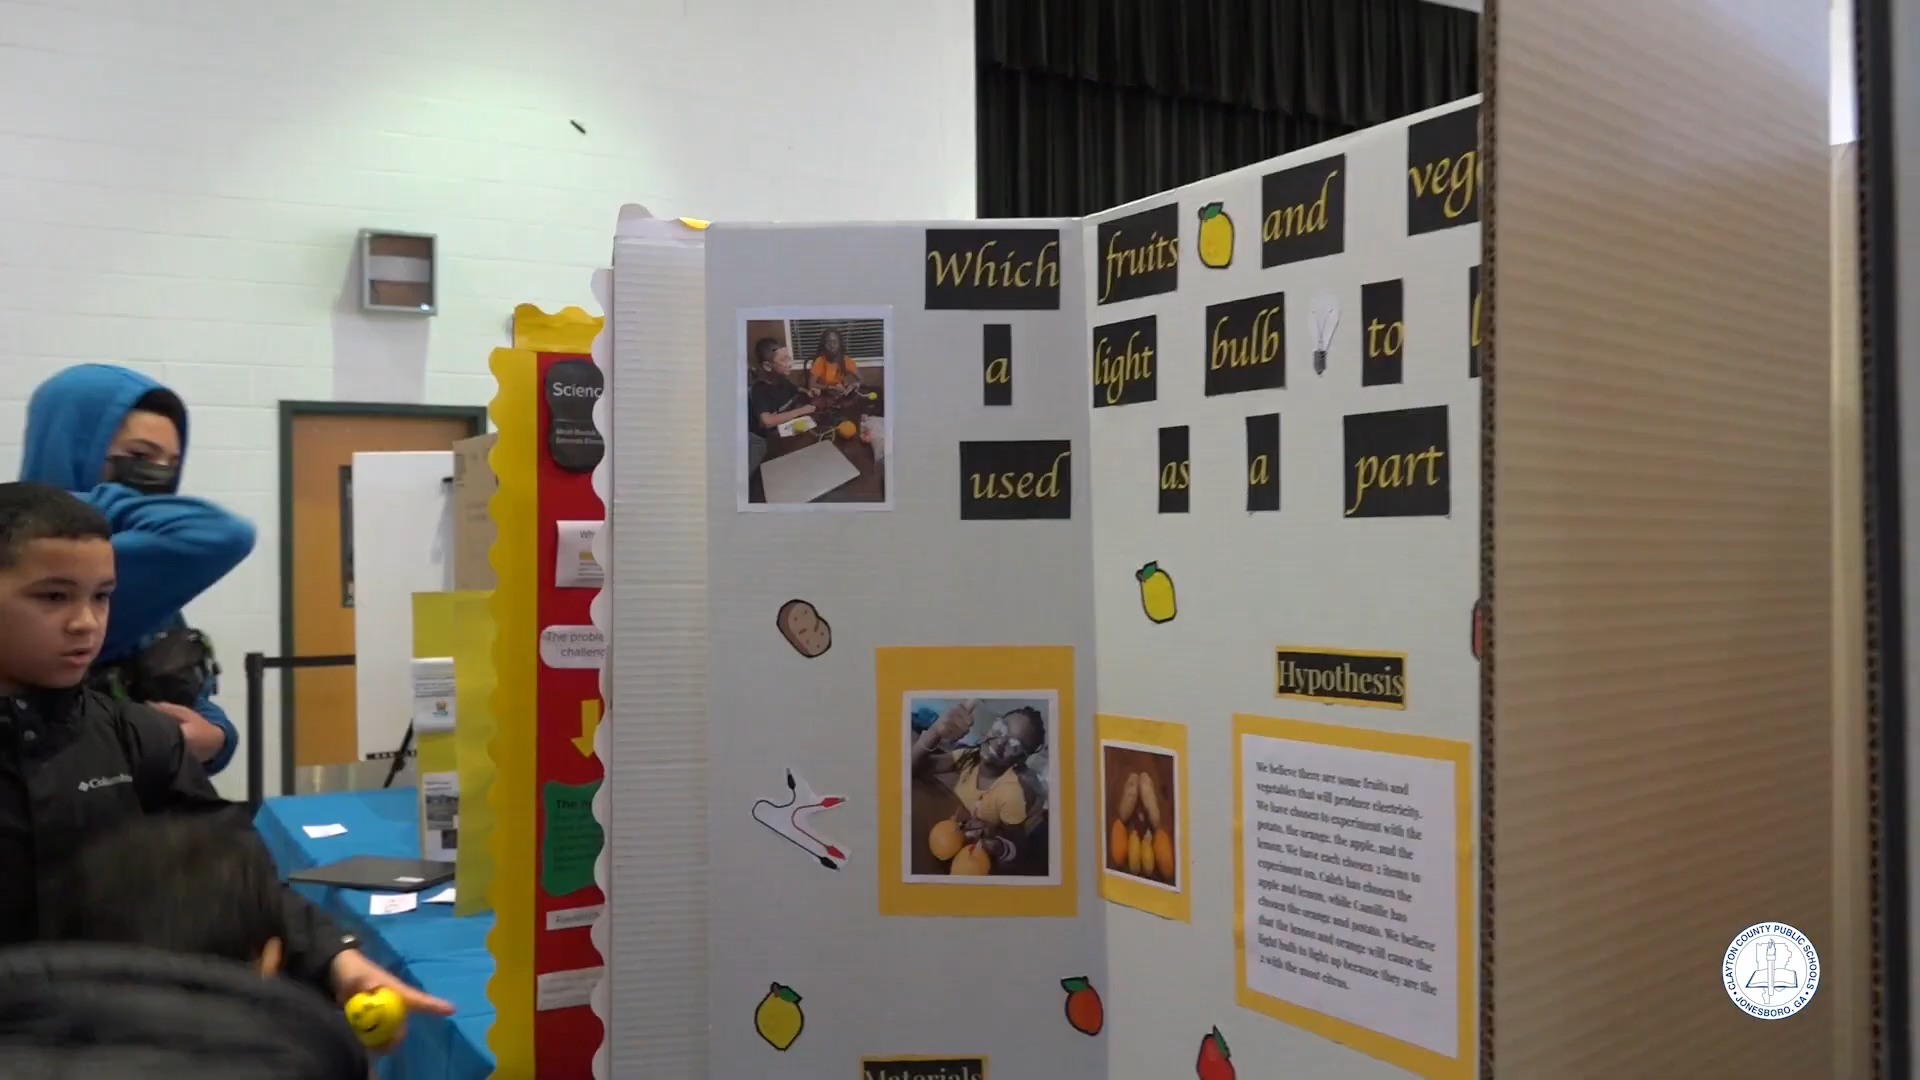 Which fruits and
a light bulb to
used as a part
Hypothesis
We believe there are some fruits and
vegetables that will produce electricity.
We have chosen to experiment with the
potato, the orange, the apple, and the
lemon. We have each chosen 2 items to
experiment on. Caleb has chosen the
apple and lemon, while Camille has
chosen the orange and potato. We believe
that the lemon and orange will cause the
light bulb to light up because they are the
2 with the most citrus.
Materials
The
challen
The
Columbia
CLAYTON COUNTY PUBLIC SCHOOLS
JONESBORO, GA